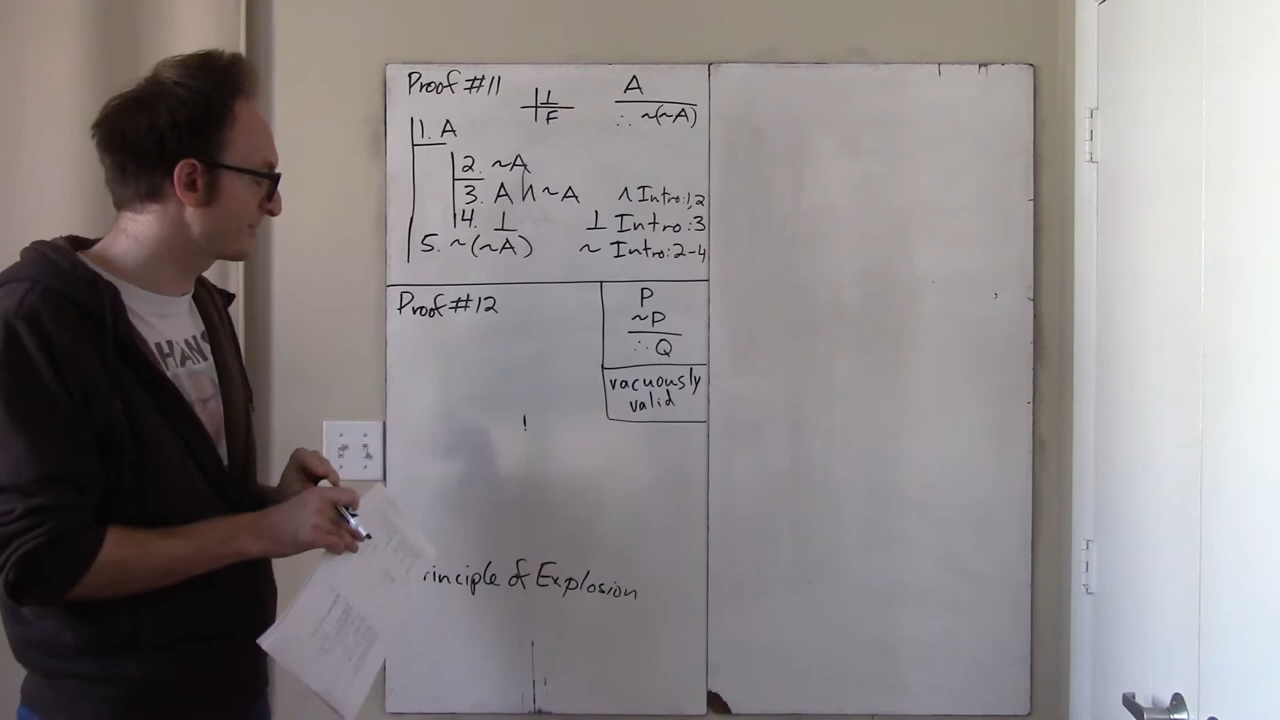 Proof #11
⊥
F
A
∴ ~(~A)
1. A
2. ~A
3. A ∧ ~A ∧ Intro:1,2
4. ⊥ ⊥ Intro:3
5. ~(~A) ~ Intro:2-4
Proof #12
P
~P
∴ Q
vacuously
valid
!
rinciple of Explosion
HANS